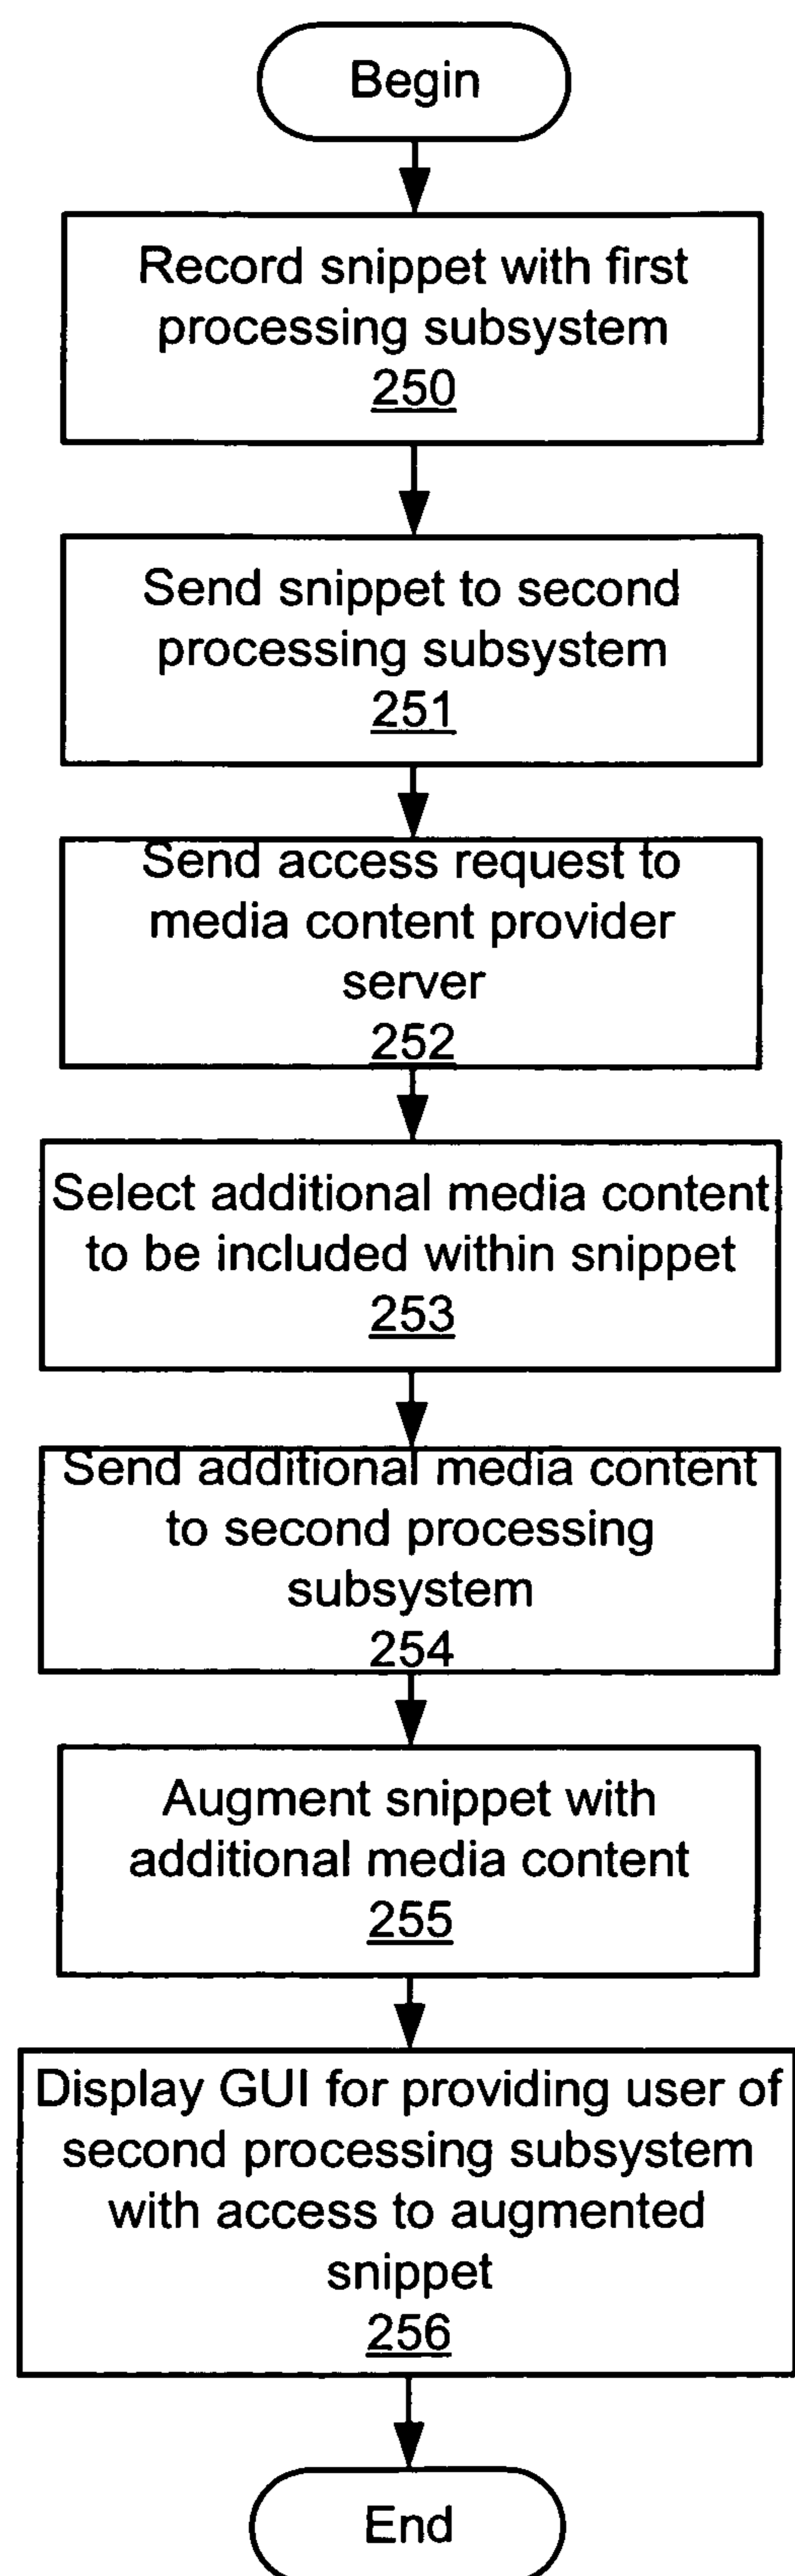 Begin
Record snippet with first
processing subsystem
250
Send snippet to second
processing subsystem
251
Send access request to
media content provider
server
252
Select additional media content
to be included within snippet
253
Send additional media content
to second processing
subsystem
254
Augment snippet with
additional media content
255
Display GUI for providing user of
second processing subsystem
with access to augmented
snippet
256
End